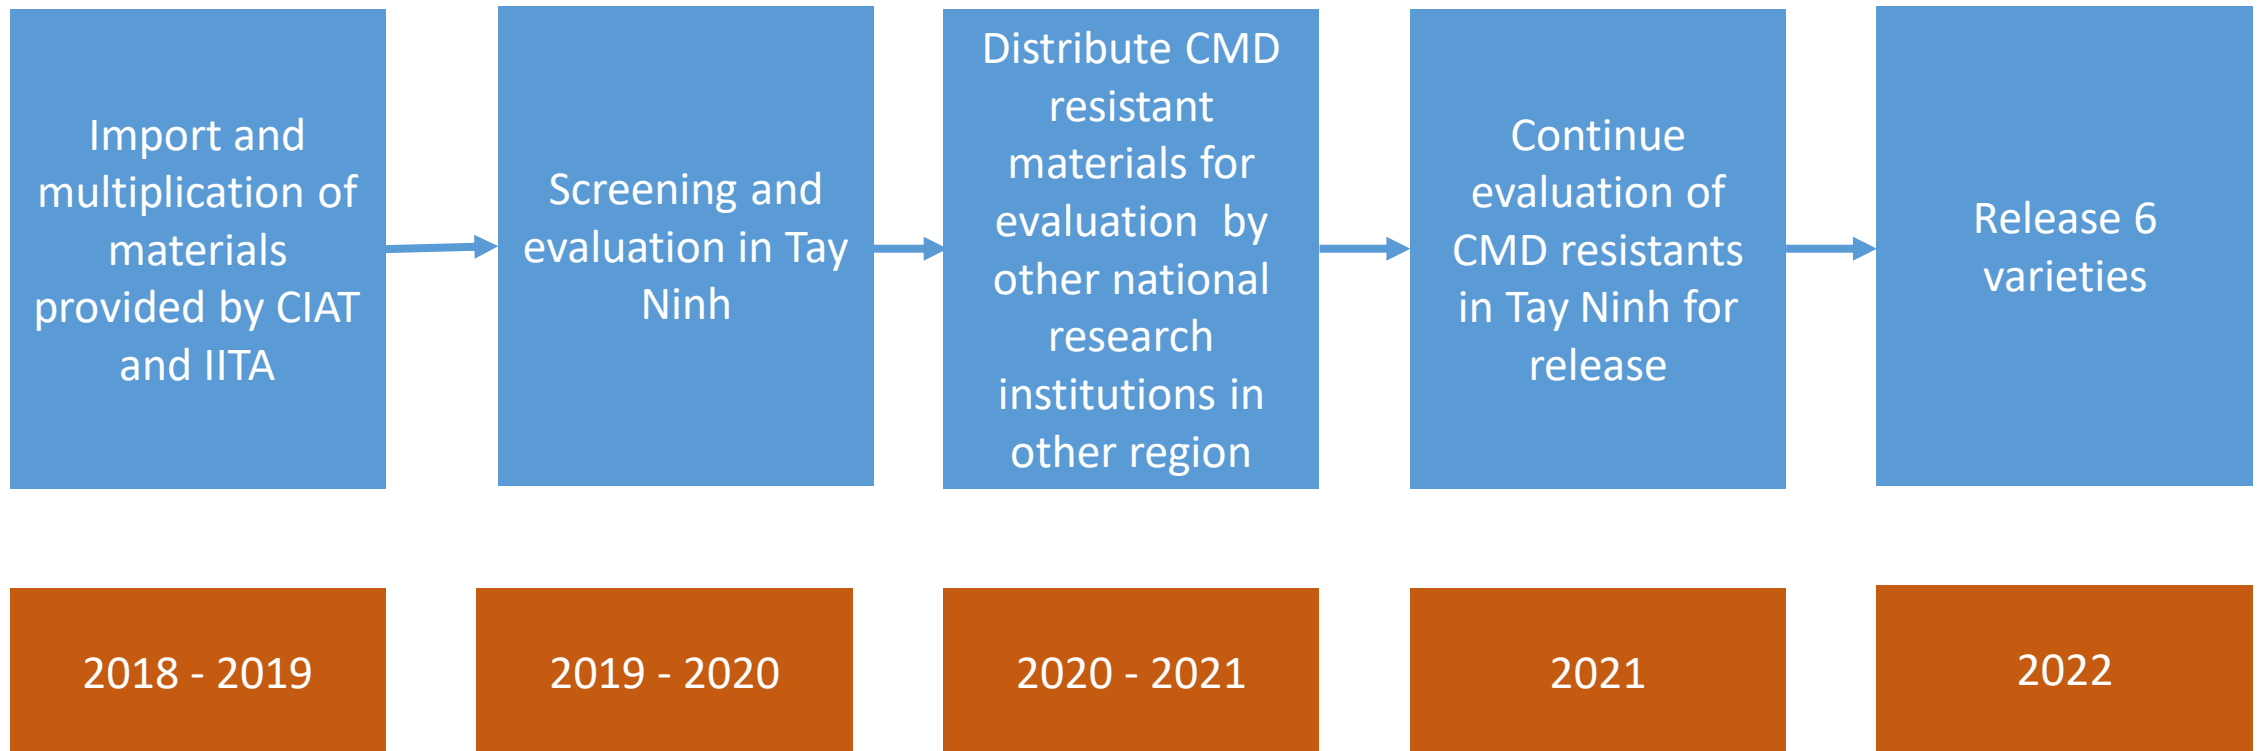 Import and
multiplication of
materials
provided by CIAT
and IITA
Screening and
evaluation in Tay
Ninh
Distribute CMD
resistant
materials for
evaluation  by
other national
research
institutions in
other region
Continue
evaluation of
CMD resistants
in Tay Ninh for
release
Release 6
varieties
2018 - 2019
2019 - 2020
2020 - 2021
2021
2022